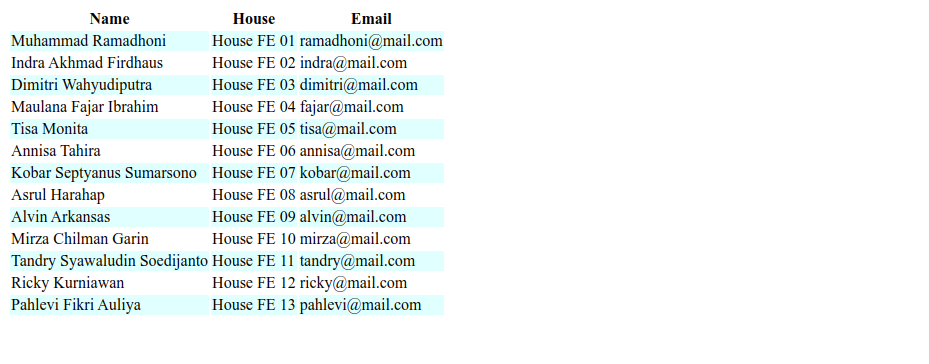 Name House Email
Muhammad Ramadhoni House FE 01 ramadhoni@mail.com
Indra Akhmad Firdhaus House FE 02 indra@mail.com
Dimitri Wahyudiputra House FE 03 dimitri@mail.com
Maulana Fajar Ibrahim House FE 04 fajar@mail.com
Tisa Monita House FE 05 tisa@mail.com
Annisa Tahira House FE 06 annisa@mail.com
Kobar Septyanus Sumarsono House FE 07 kobar@mail.com
Asrul Harahap House FE 08 asrul@mail.com
Alvin Arkansas House FE 09 alvin@mail.com
Mirza Chilman Garin House FE 10 mirza@mail.com
Tandry Syawaludin Soedijanto House FE 11 tandry@mail.com
Ricky Kurniawan House FE 12 ricky@mail.com
Pahlevi Fikri Auliya House FE 13 pahlevi@mail.com